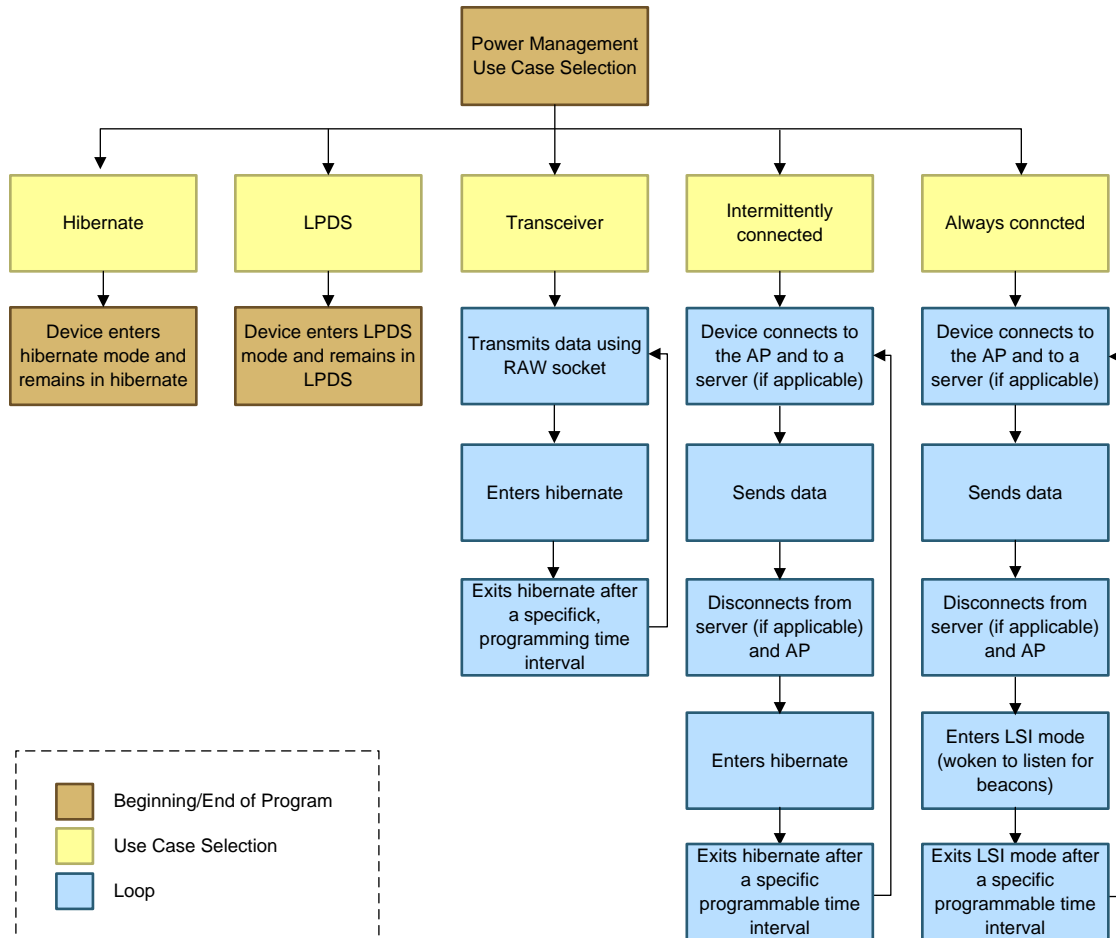 Power Management
Use Case Selection
Hibernate
LPDS
Transceiver
Intermittently
connected
Always conncted
Device enters
hibernate mode and
remains in hibernate
Device enters LPDS
mode and remains in
LPDS
Transmits data using
RAW socket
Device connects to
the AP and to a
server (if applicable)
Device connects to
the AP and to a
server (if applicable)
Enters hibernate
Sends data
Sends data
Exits hibernate after
a specifick,
programming time
interval
Disconnects from
server (if applicable)
and AP
Disconnects from
server (if applicable)
and AP
Enters hibernate
Enters LSI mode
(woken to listen for
beacons)
Exits hibernate after
a specific
programmable time
interval
Exits LSI mode after
a specific
programmable time
interval
Beginning/End of Program
Use Case Selection
Loop